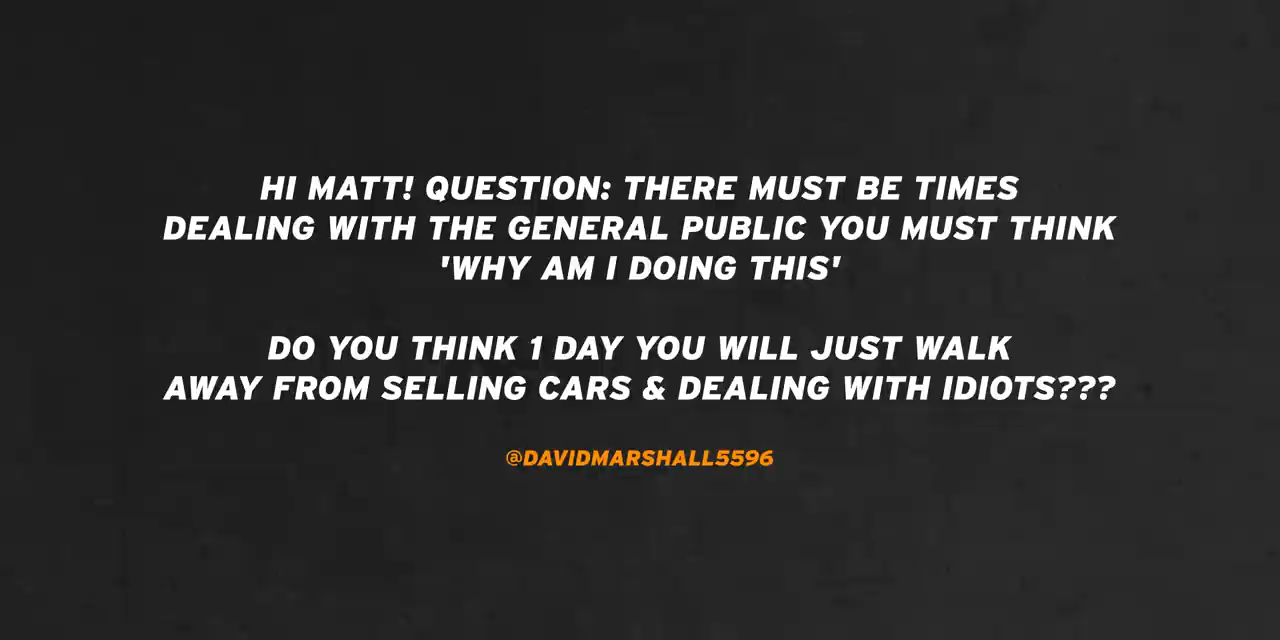 HI MATT! QUESTION: THERE MUST BE TIMES
DEALING WITH THE GENERAL PUBLIC YOU MUST THINK
'WHY AM I DOING THIS'
DO YOU THINK 1 DAY YOU WILL JUST WALK
AWAY FROM SELLING CARS & DEALING WITH IDIOTS???
@DAVIDMARSHALL5596